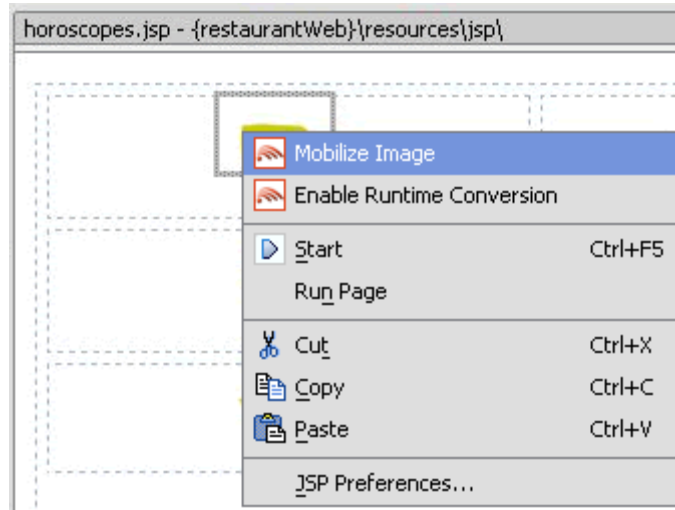 horoscopes.jsp - {restaurantWeb}\resources\jsp\
Mobilize Image
Enable Runtime Conversion
Start Ctrl+F5
Run Page
Cut Ctrl+X
Copy Ctrl+C
Paste Ctrl+V
JSP Preferences...